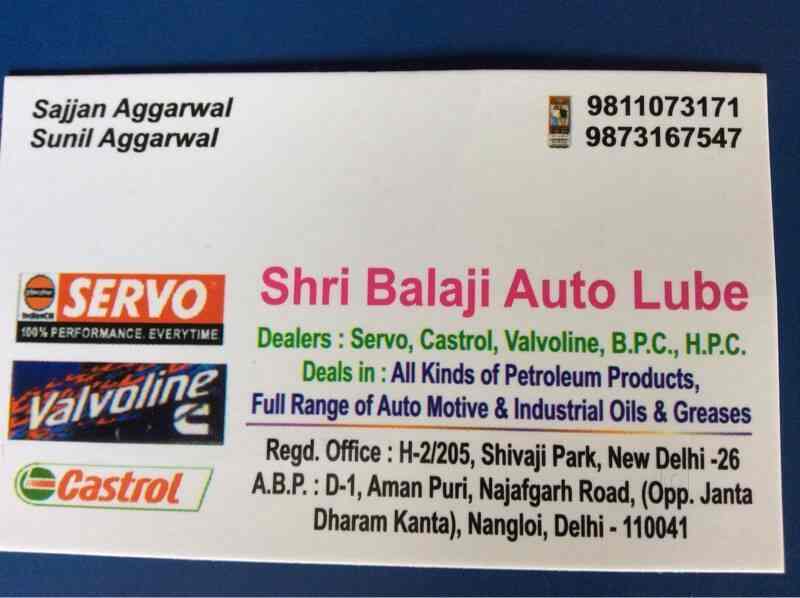 Sajjan Aggarwal
Sunil Aggarwal
9811073171
9873167547
IndianOil
SERVO
100% PERFORMANCE. EVERYTIME.
Valvoline
Castrol
Shri Balaji Auto Lube
Dealers : Servo, Castrol, Valvoline, B.P.C., H.P.C.
Deals in : All Kinds of Petroleum Products,
Full Range of Auto Motive & Industrial Oils & Greases
Regd. Office : H-2/205, Shivaji Park, New Delhi -26
A.B.P. : D-1, Aman Puri, Najafgarh Road, (Opp. Janta
Dharam Kanta), Nangloi, Delhi - 110041